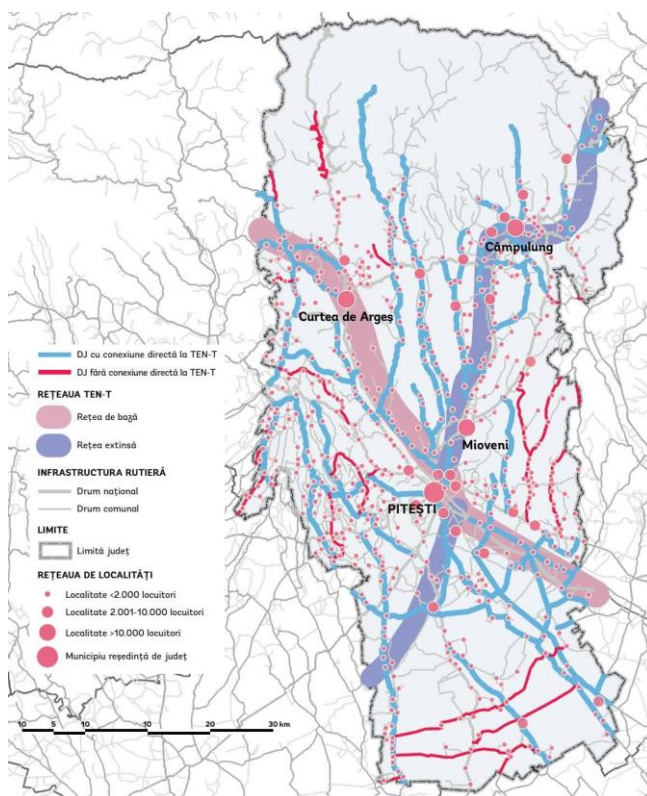 Câmpulung
Curtea de Argeș
Mioveni
PITEȘTI
DJ cu conexiune directă la TEN-T
DJ fără conexiune directă la TEN-T
REȚEAUA TEN-T
Rețea de bază
Rețea extinsă
INFRASTRUCTURA RUTIERĂ
Drum național
Drum comunal
LIMITE
Limită județ
REȚEAUA DE LOCALITĂȚI
Localitate <2.000 locuitori
Localitate 2.001-10.000 locuitori
Localitate >10.000 locuitori
Municipiu reședință de județ
10 5 10 20 30 km